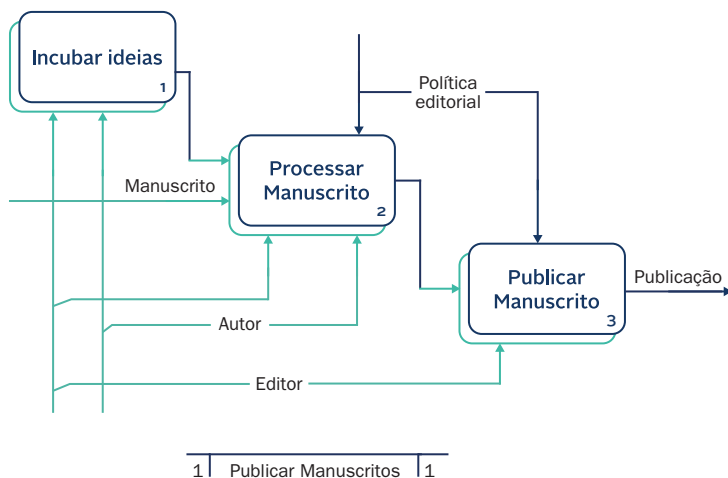 Incubar ideias
1
Política
editorial
Processar
Manuscrito
2
Manuscrito
Publicar
Manuscrito
3
Publicação
Autor
Editor
1 Publicar Manuscritos 1